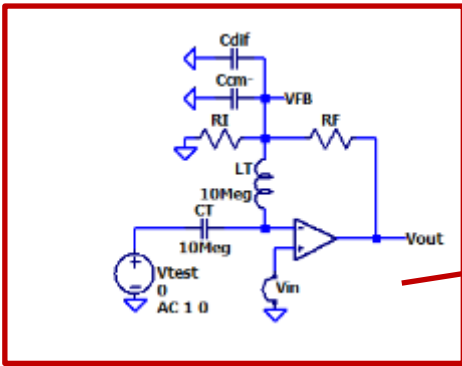 Cdif
Ccm-
VFB
RI
RF
LT
10Meg
CT
10Meg
Vout
Vtest
0
AC 1 0
Vin